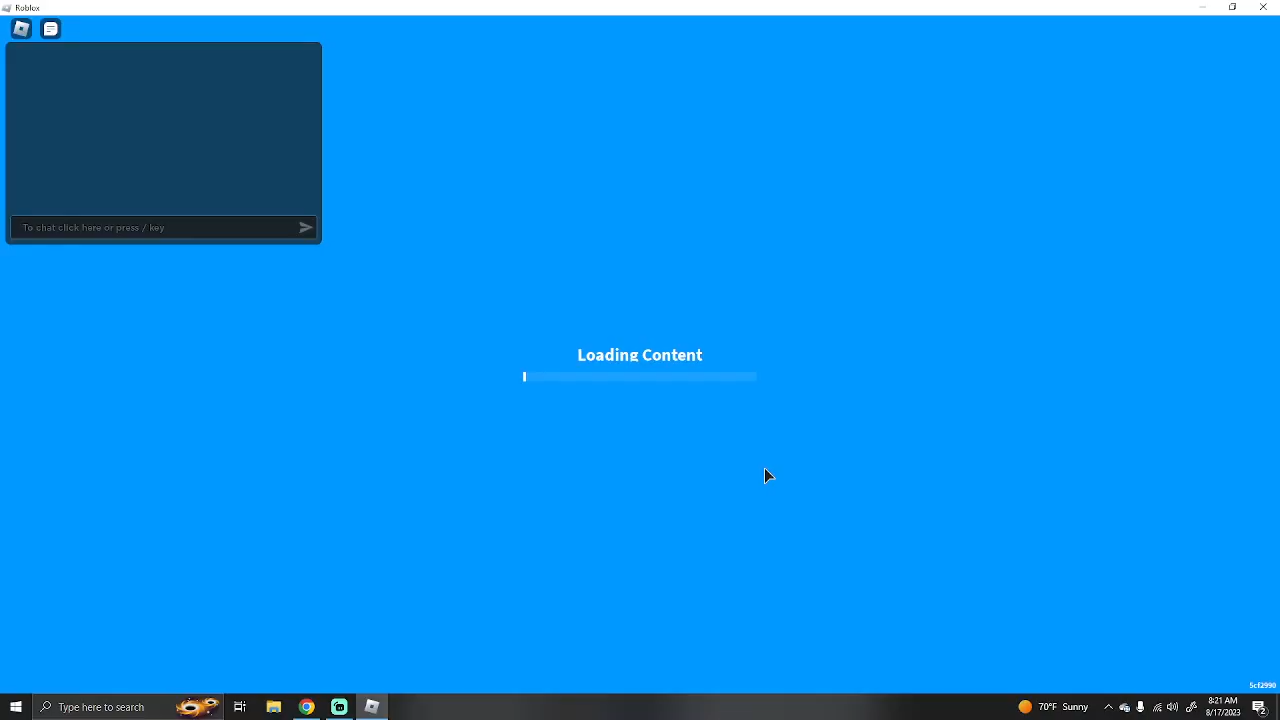 Roblox
To chat click here or press / key
Loading Content
5cf2990
Type here to search
70°F Sunny
8:21 AM
8/17/2023